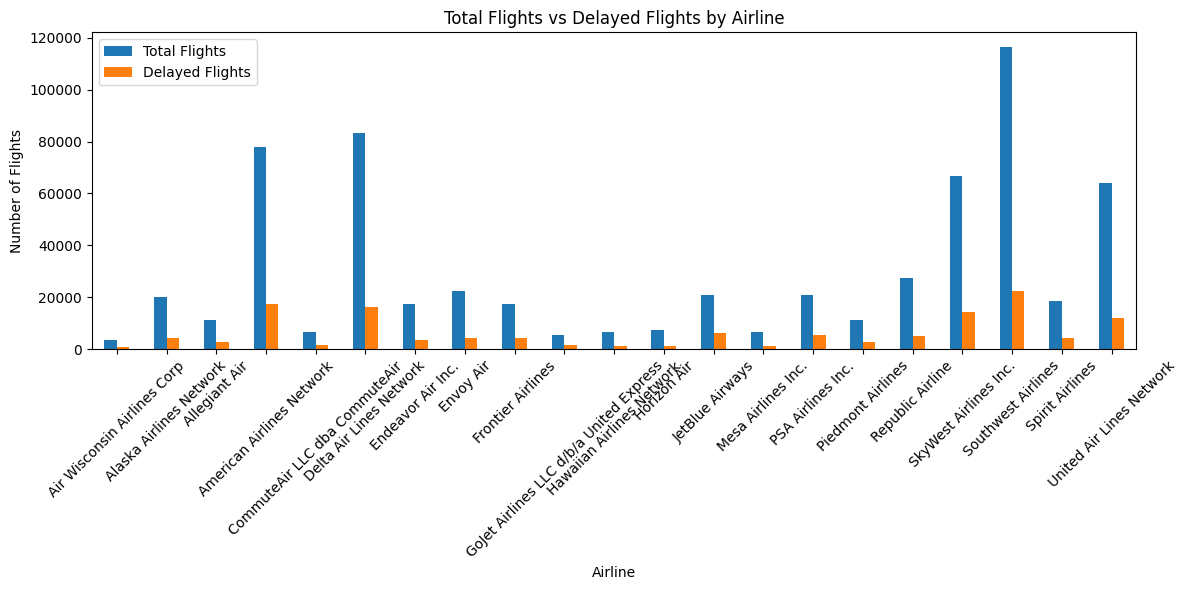 Total Flights vs Delayed Flights by Airline
Total Flights
Delayed Flights
Number of Flights
120000
100000
80000
60000
40000
20000
0
Air Wisconsin Airlines Corp
Alaska Airlines Network
Allegiant Air
American Airlines Network
CommuteAir LLC dba CommuteAir
Delta Air Lines Network
Endeavor Air Inc.
Envoy Air
Frontier Airlines
GoJet Airlines LLC d/b/a United Express
Hawaiian Airlines Network
Horizon Air
JetBlue Airways
Mesa Airlines Inc.
PSA Airlines Inc.
Piedmont Airlines
Republic Airline
SkyWest Airlines Inc.
Southwest Airlines
Spirit Airlines
United Air Lines Network
Airline